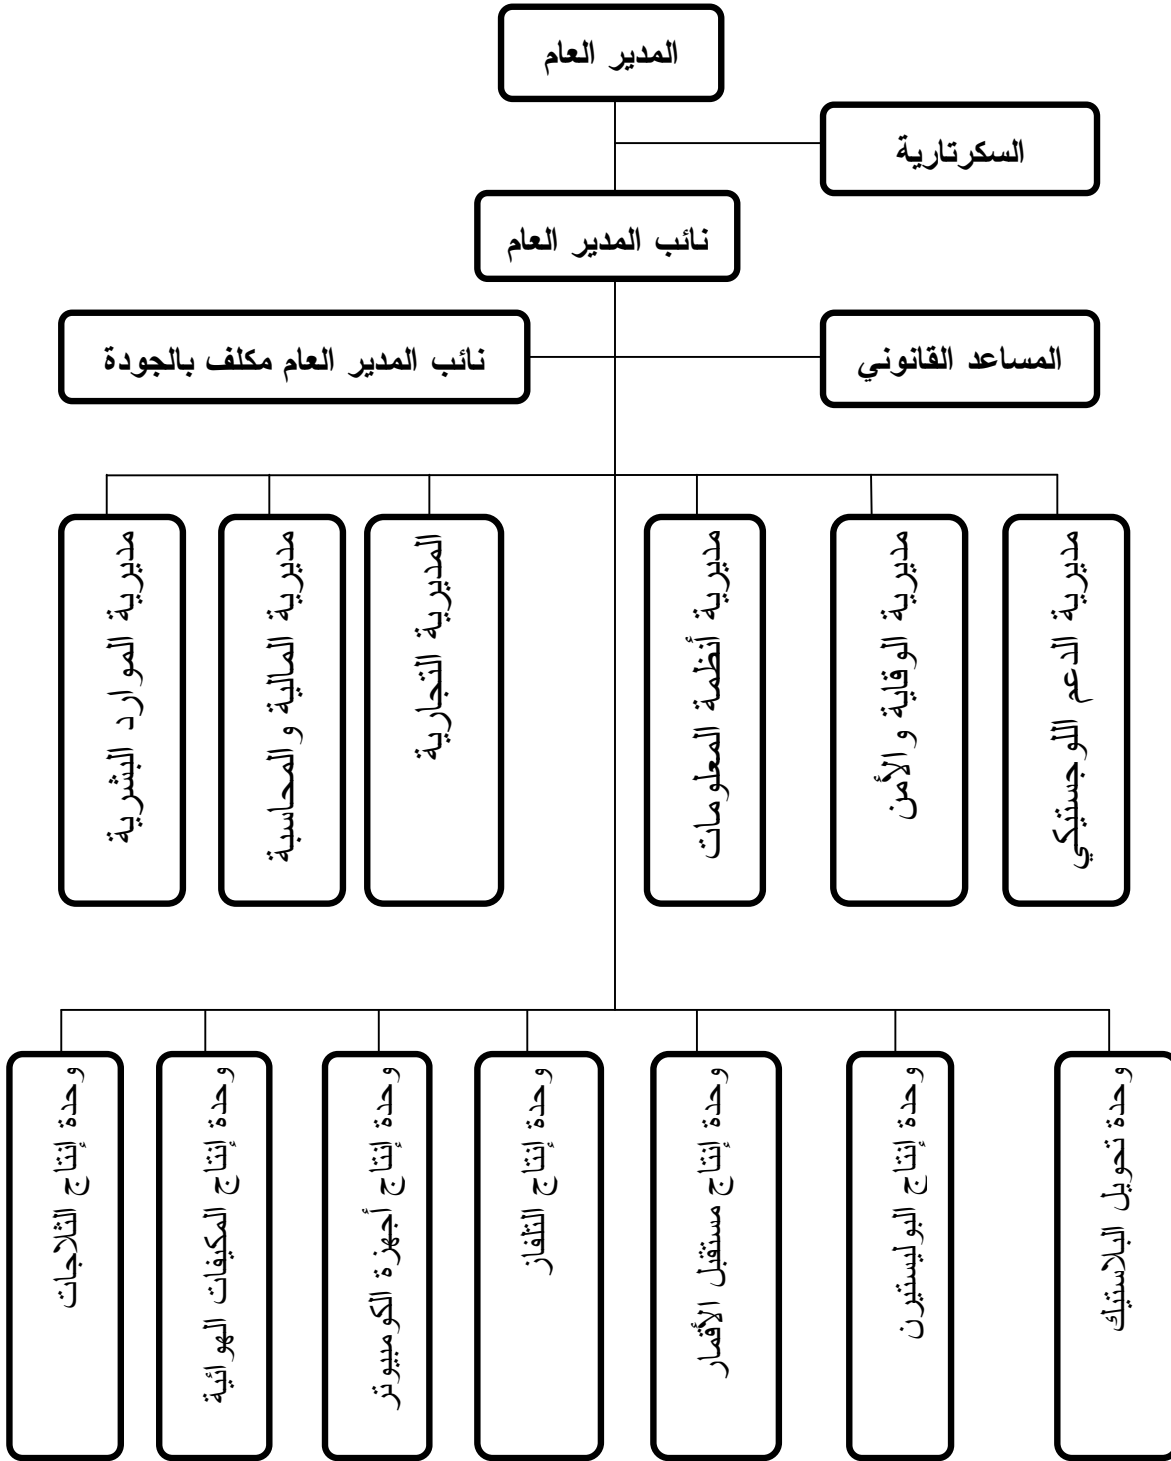 المدير العام
السكرتارية
نائب المدير العام
المساعد القانوني
نائب المدير العام مكلف بالجودة
مديرية الدعم اللوجستيكي
مديرية الوقاية والأمن
مديرية أنظمة المعلومات
المديرية التجارية
مديرية المالية والمحاسبة
مديرية الموارد البشرية
وحدة تحويل البلاستيك
وحدة إنتاج البوليستيرن
وحدة إنتاج مستقبل الأقمار
وحدة إنتاج التلفاز
وحدة إنتاج أجهزة الكومبيوتر
وحدة إنتاج المكيفات الهوائية
وحدة إنتاج الثلاجات